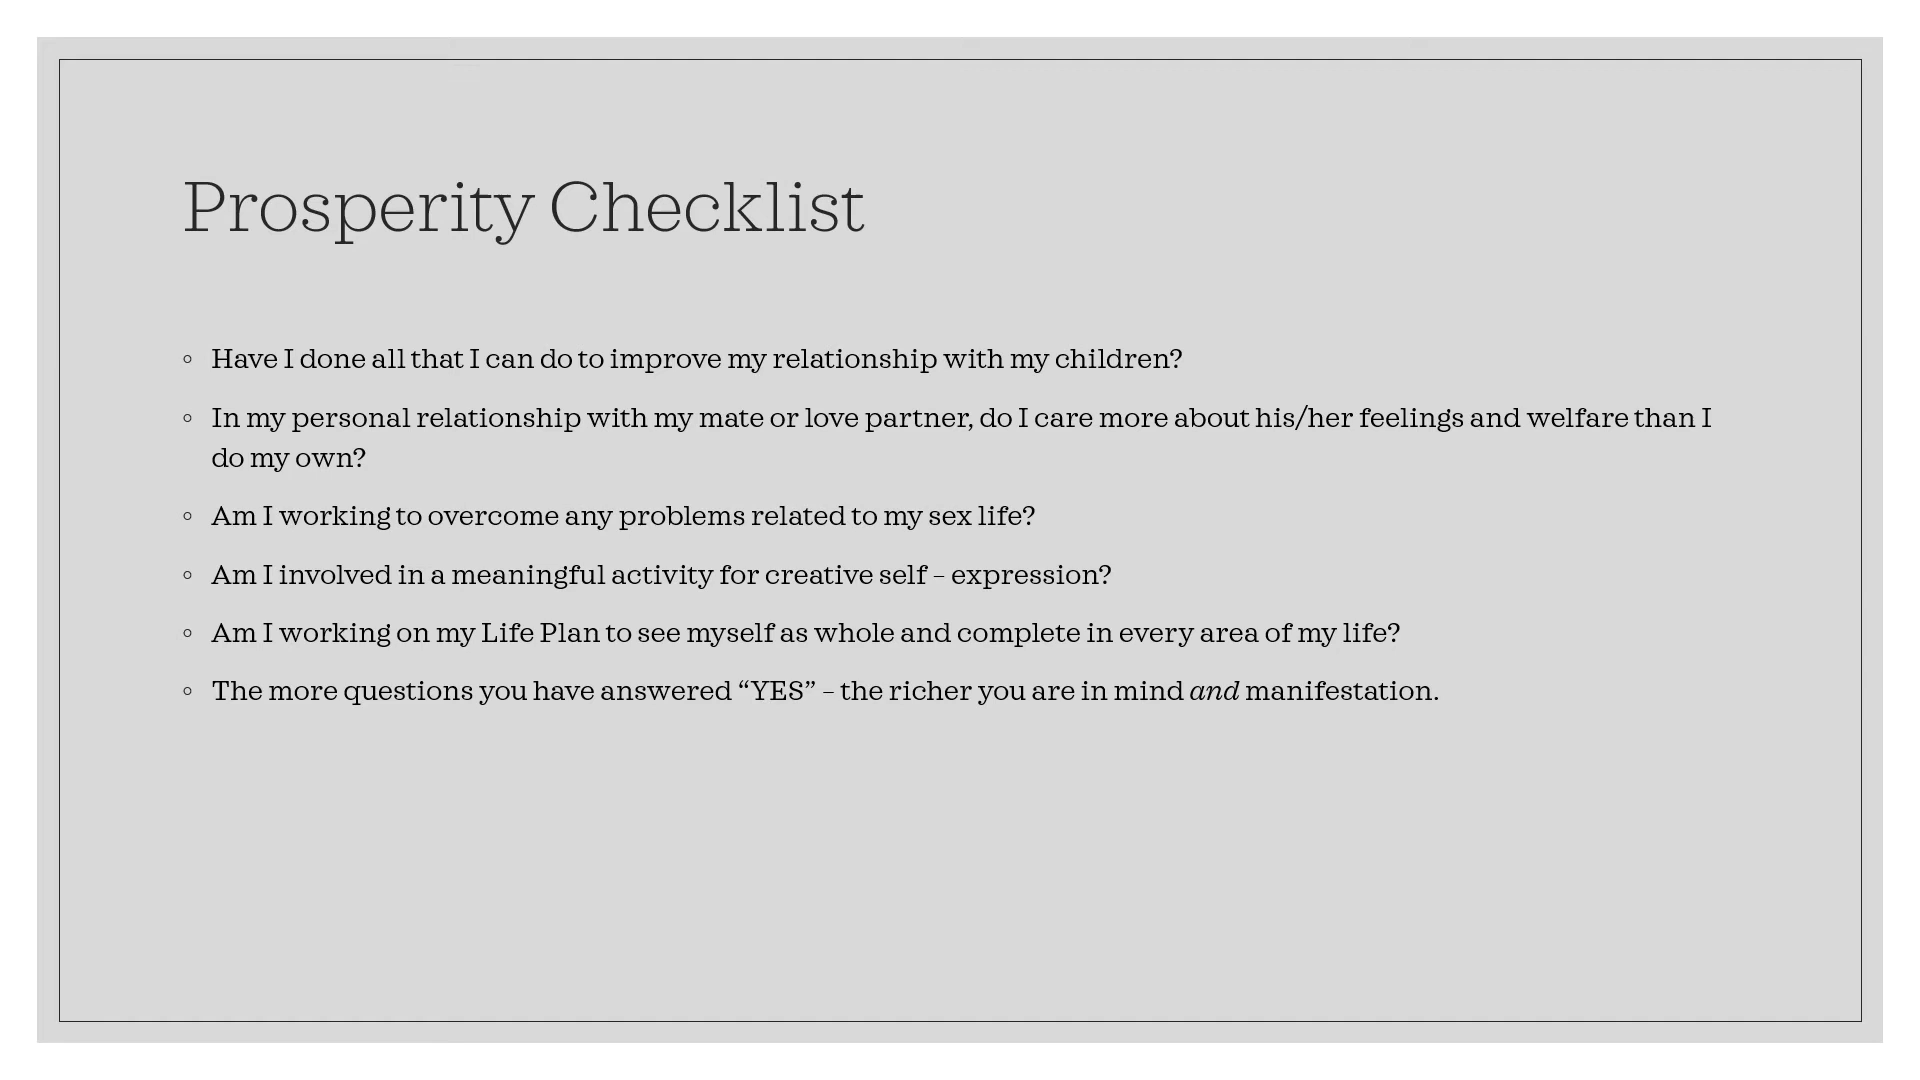 Prosperity Checklist
◦ Have I done all that I can do to improve my relationship with my children?
◦ In my personal relationship with my mate or love partner, do I care more about his/her feelings and welfare than I
do my own?
◦ Am I working to overcome any problems related to my sex life?
◦ Am I involved in a meaningful activity for creative self – expression?
◦ Am I working on my Life Plan to see myself as whole and complete in every area of my life?
◦ The more questions you have answered “YES” – the richer you are in mind and manifestation.